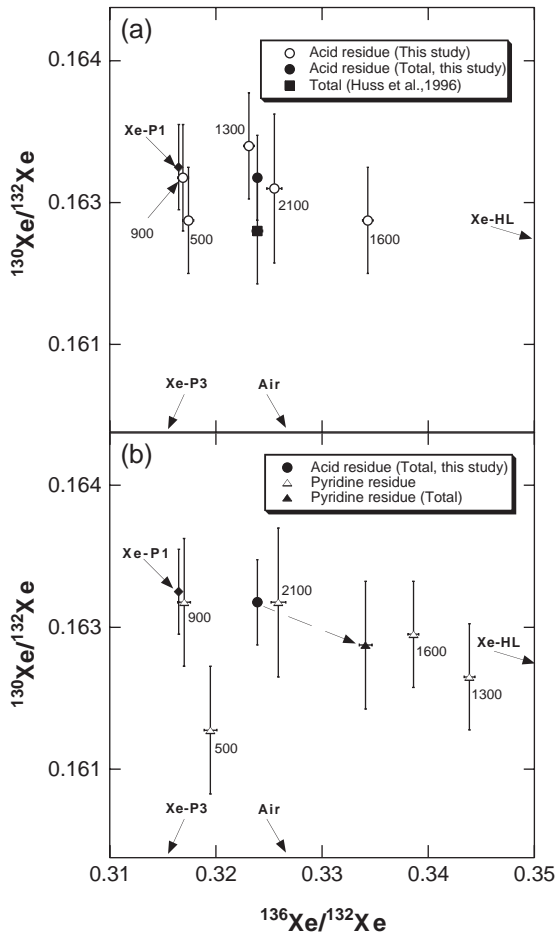 (a)
Acid residue (This study)
Acid residue (Total, this study)
Total (Huss et al.,1996)
0.164
0.163
0.161
¹³⁰Xe/¹³²Xe
Xe-P1
1300
900
500
2100
1600
Xe-HL
Xe-P3
Air
(b)
Acid residue (Total, this study)
Pyridine residue
Pyridine residue (Total)
0.164
0.163
0.161
¹³⁰Xe/¹³²Xe
Xe-P1
900
2100
500
1600
1300
Xe-HL
Xe-P3
Air
0.31
0.32
0.33
0.34
0.35
¹³⁶Xe/¹³²Xe